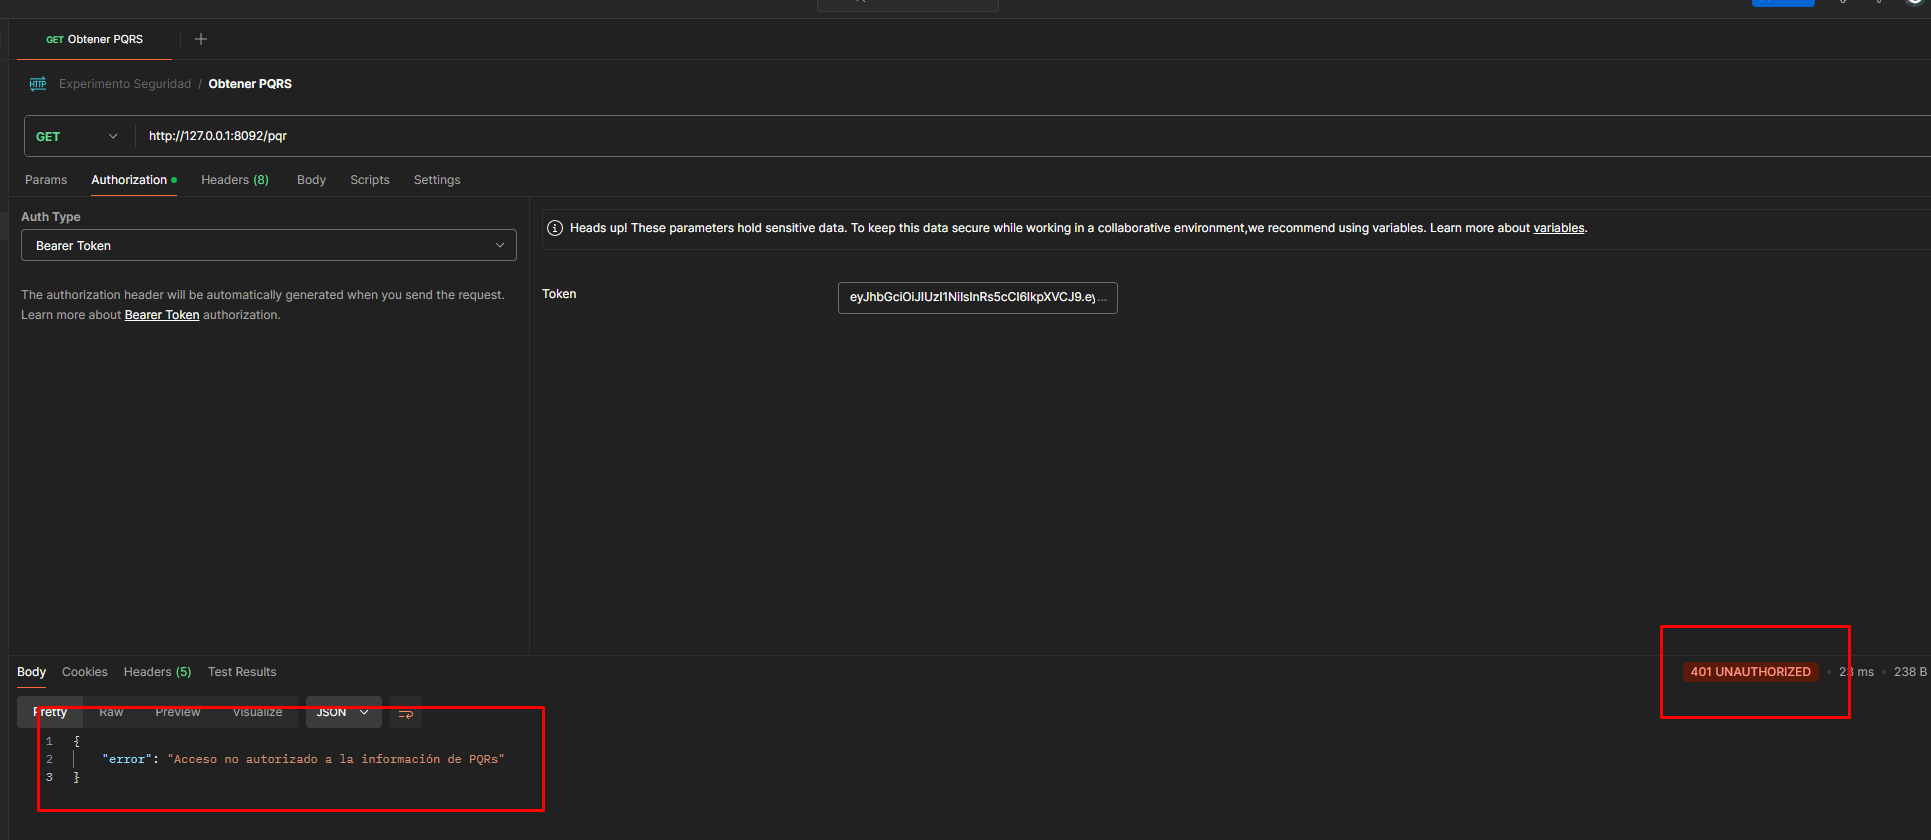 GET Obtener PQRS
HTTP Experimento Seguridad / Obtener PQRS
GET http://127.0.0.1:8092/pqr
Params Authorization Headers (8) Body Scripts Settings
Auth Type
Bearer Token
The authorization header will be automatically generated when you send the request.
Learn more about Bearer Token authorization.
Heads up! These parameters hold sensitive data. To keep this data secure while working in a collaborative environment,we recommend using variables. Learn more about variables.
Token eyJhbGciOiJIUzI1NiIsInRs5cCI6IkpXVCJ9.ey...
Body Cookies Headers (5) Test Results 401 UNAUTHORIZED 23 ms 238 B
Pretty Raw Preview Visualize JSON
1 {
2 "error": "Acceso no autorizado a la información de PQRs"
3 }